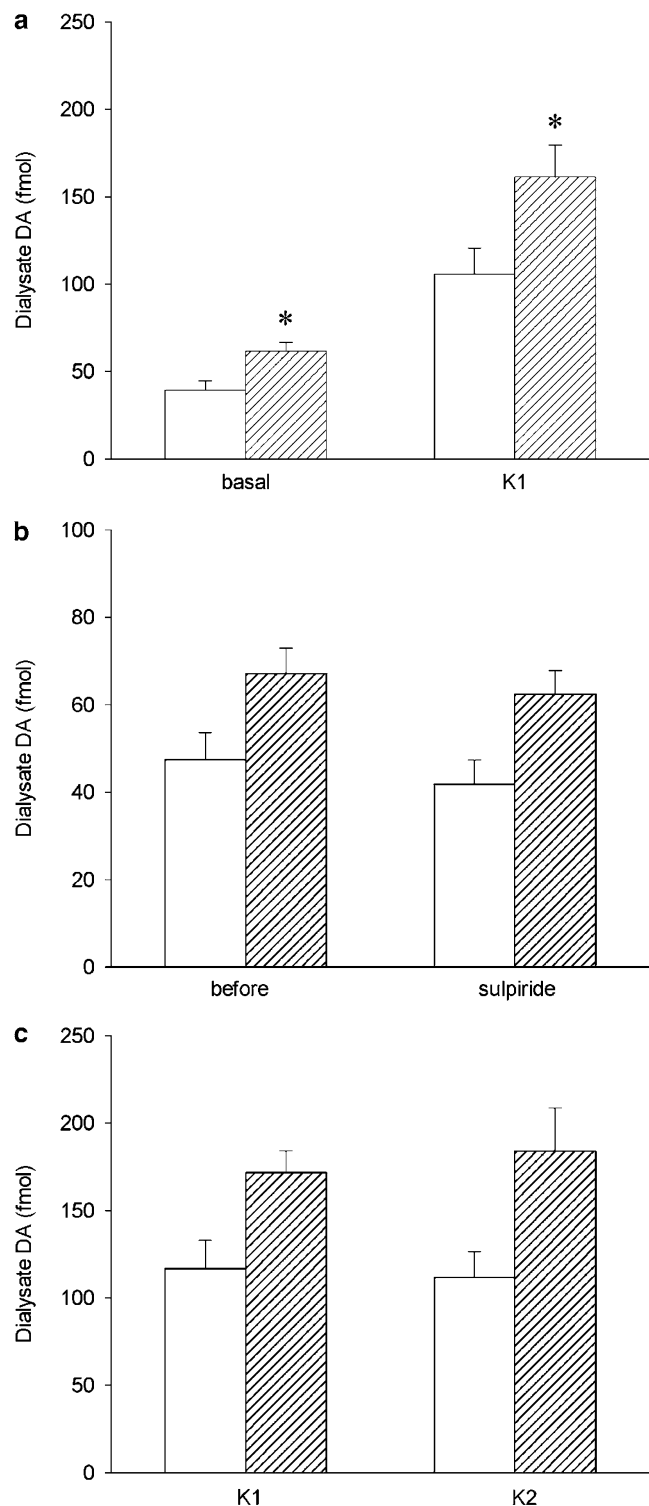 a
250
200
150
100
50
0
Dialysate DA (fmol)
*
*
basal K1
b
100
80
60
40
20
0
Dialysate DA (fmol)
before sulpiride
c
250
200
150
100
50
0
Dialysate DA (fmol)
K1 K2